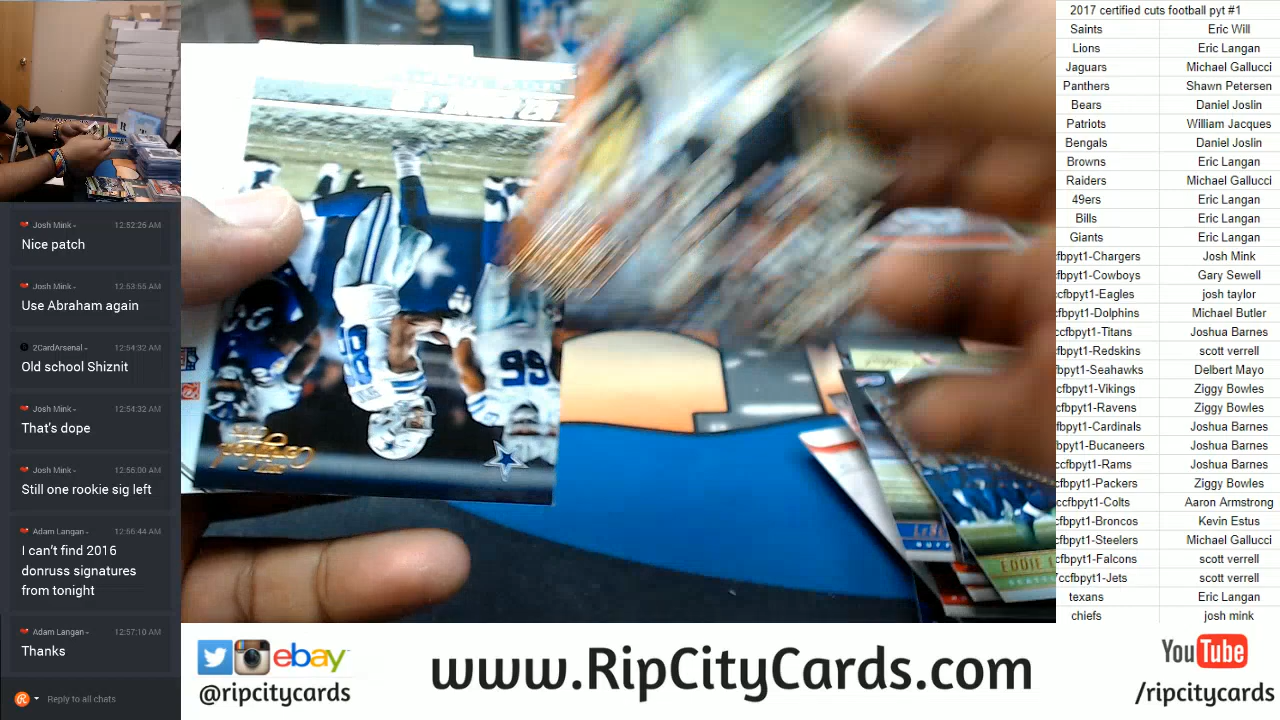 2017 certified cuts football pyt #1
Saints Eric Will
Lions Eric Langan
Jaguars Michael Gallucci
Panthers Shawn Petersen
Bears Daniel Joslin
Patriots William Jacques
Bengals Daniel Joslin
Browns Eric Langan
Raiders Michael Gallucci
49ers Eric Langan
Bills Eric Langan
Giants Eric Langan
cfbpyt1-Chargers Josh Mink
ccfbpyt1-Cowboys Gary Sewell
ccfbpyt1-Eagles josh taylor
cfbpyt1-Dolphins Michael Butler
ccfbpyt1-Titans Joshua Barnes
cfbpyt1-Redskins scott verrell
fbpyt1-Seahawks Delbert Mayo
cfbpyt1-Vikings Ziggy Bowles
cfbpyt1-Ravens Ziggy Bowles
fbpyt1-Cardinals Joshua Barnes
bpyt1-Bucaneers Joshua Barnes
ccfbpyt1-Rams Joshua Barnes
cfbpyt1-Packers Ziggy Bowles
ccfbpyt1-Colts Aaron Armstrong
cfbpyt1-Broncos Kevin Estus
cfbpyt1-Steelers Michael Gallucci
cfbpyt1-Falcons scott verrell
ccfbpyt1-Jets scott verrell
texans Eric Langan
chiefs josh mink
Josh Mink 12:52:25 AM
Nice patch
Josh Mink 12:53:55 AM
Use Abraham again
2CardArsenal 12:54:32 AM
Old school Shiznit
Josh Mink 12:54:32 AM
That's dope
Josh Mink 12:56:00 AM
Still one rookie sig left
Adam Langan 12:56:44 AM
I can't find 2016
donruss signatures
from tonight
Adam Langan 12:57:10 AM
Thanks
Reply to all chats
88
66
Prestige
EDDIE
ebay
@ripcitycards
www.RipCityCards.com
YouTube
/ripcitycards